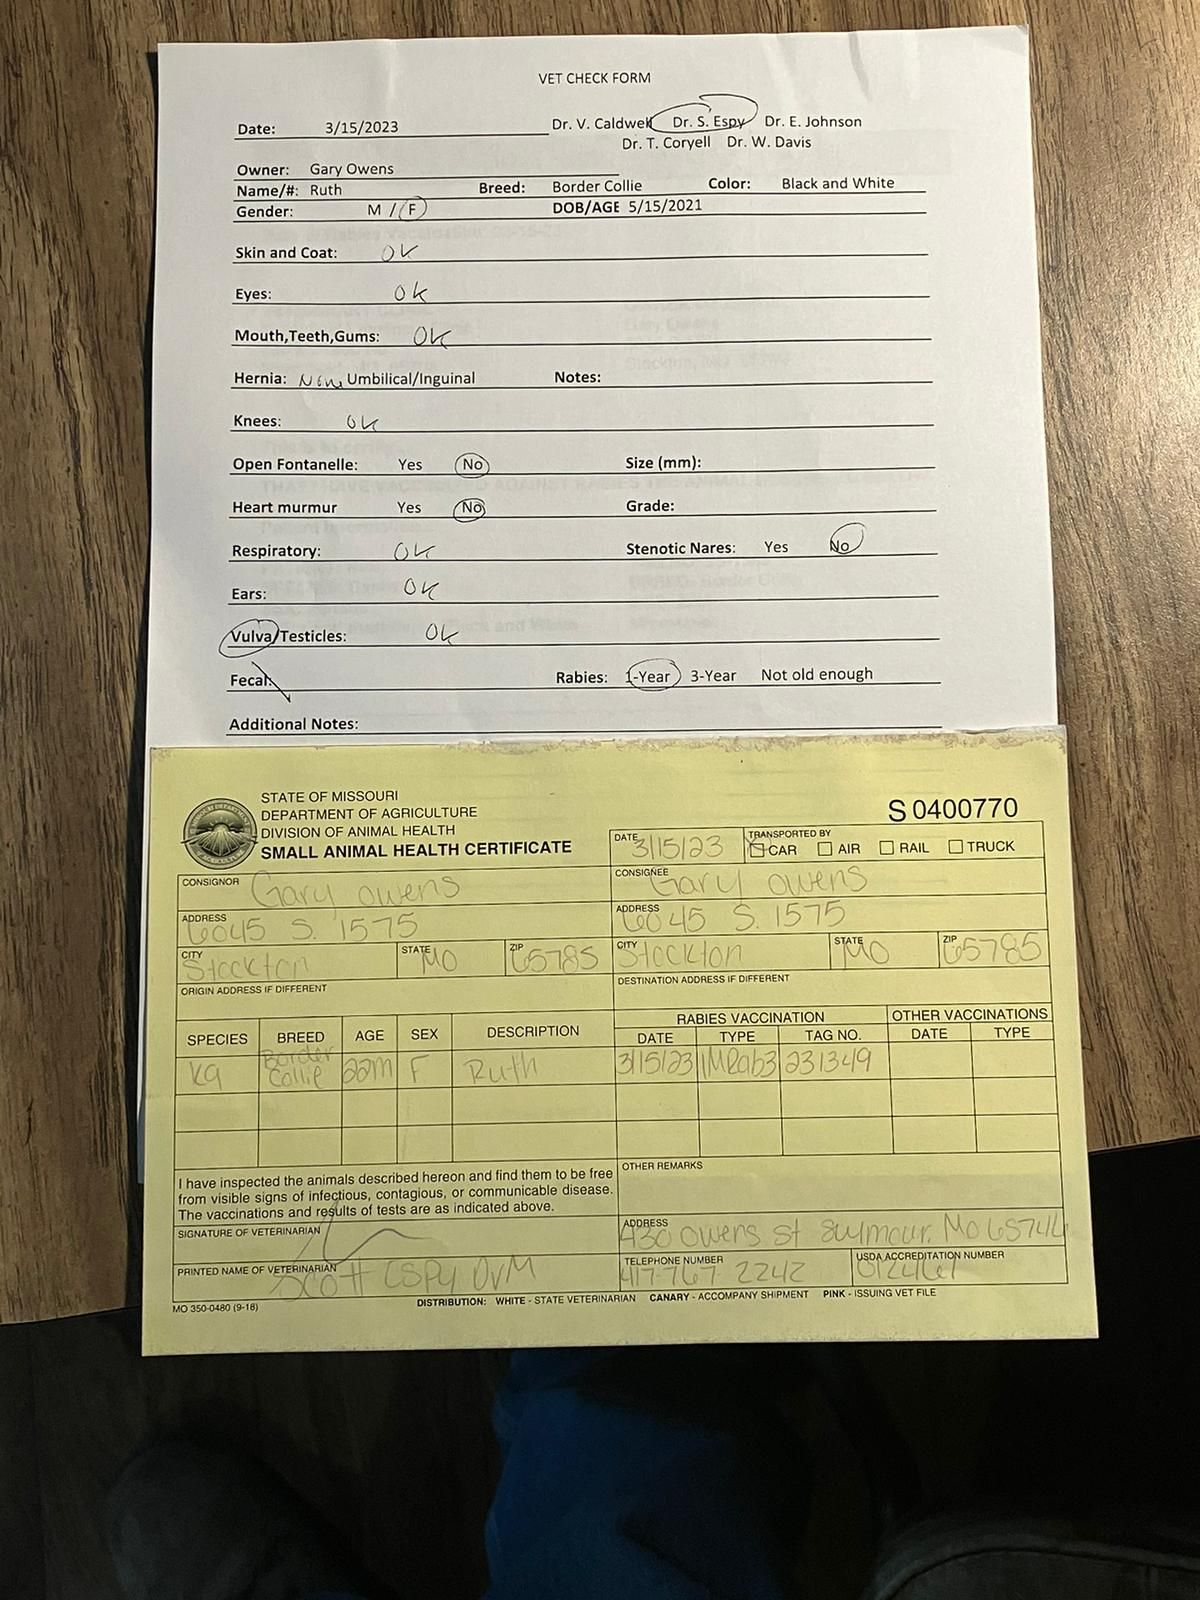 VET CHECK FORM
Date: 3/15/2023 Dr. V. Caldwell Dr. S. Espy Dr. E. Johnson
Dr. T. Coryell Dr. W. Davis
Owner: Gary Owens
Name/#: Ruth Breed: Border Collie Color: Black and White
Gender: M / F DOB/AGE 5/15/2021
Skin and Coat: OK
Eyes: OK
Mouth,Teeth,Gums: OK
Hernia: None Umbilical/Inguinal Notes:
Knees: OK
Open Fontanelle: Yes No Size (mm):
Heart murmur Yes No Grade:
Respiratory: OK Stenotic Nares: Yes No
Ears: OK
Vulva/Testicles: OK
Fecal: Rabies: 1-Year 3-Year Not old enough
Additional Notes:
STATE OF MISSOURI
DEPARTMENT OF AGRICULTURE
DIVISION OF ANIMAL HEALTH
SMALL ANIMAL HEALTH CERTIFICATE
S 0400770
DATE 3/15/23 TRANSPORTED BY CAR AIR RAIL TRUCK
CONSIGNOR Gary Owens CONSIGNEE Gary Owens
ADDRESS 6045 S. 1575 ADDRESS 6045 S. 1575
CITY Stockton STATE MO ZIP 65785 CITY Stockton STATE MO ZIP 65785
ORIGIN ADDRESS IF DIFFERENT DESTINATION ADDRESS IF DIFFERENT
RABIES VACCINATION OTHER VACCINATIONS
SPECIES BREED AGE SEX DESCRIPTION DATE TYPE TAG NO. DATE TYPE
K9 Border Collie 22m F Ruth 3/15/23 IMRab3 231349
I have inspected the animals described hereon and find them to be free
from visible signs of infectious, contagious, or communicable disease.
The vaccinations and results of tests are as indicated above.
OTHER REMARKS
SIGNATURE OF VETERINARIAN ADDRESS 430 Owens St Seymour, Mo 65746
PRINTED NAME OF VETERINARIAN Scott ESPY DVM TELEPHONE NUMBER 417-767-2242 USDA ACCREDITATION NUMBER 012467
MO 350-0480 (9-18) DISTRIBUTION: WHITE - STATE VETERINARIAN CANARY - ACCOMPANY SHIPMENT PINK - ISSUING VET FILE